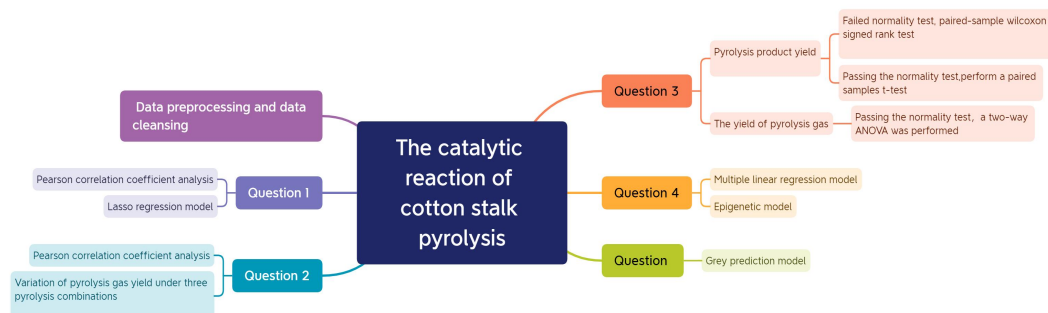 Data preprocessing and data
cleansing
Pearson correlation coefficient analysis
Lasso regression model
Question 1
Pearson correlation coefficient analysis
Variation of pyrolysis gas yield under three
pyrolysis combinations
Question 2
The catalytic
reaction of
cotton stalk
pyrolysis
Question 3
Pyrolysis product yield
Failed normality test, paired-sample wilcoxon
signed rank test
Passing the normality test,perform a paired
samples t-test
The yield of pyrolysis gas
Passing the normality test，a two-way
ANOVA was performed
Question 4
Multiple linear regression model
Epigenetic model
Question
Grey prediction model